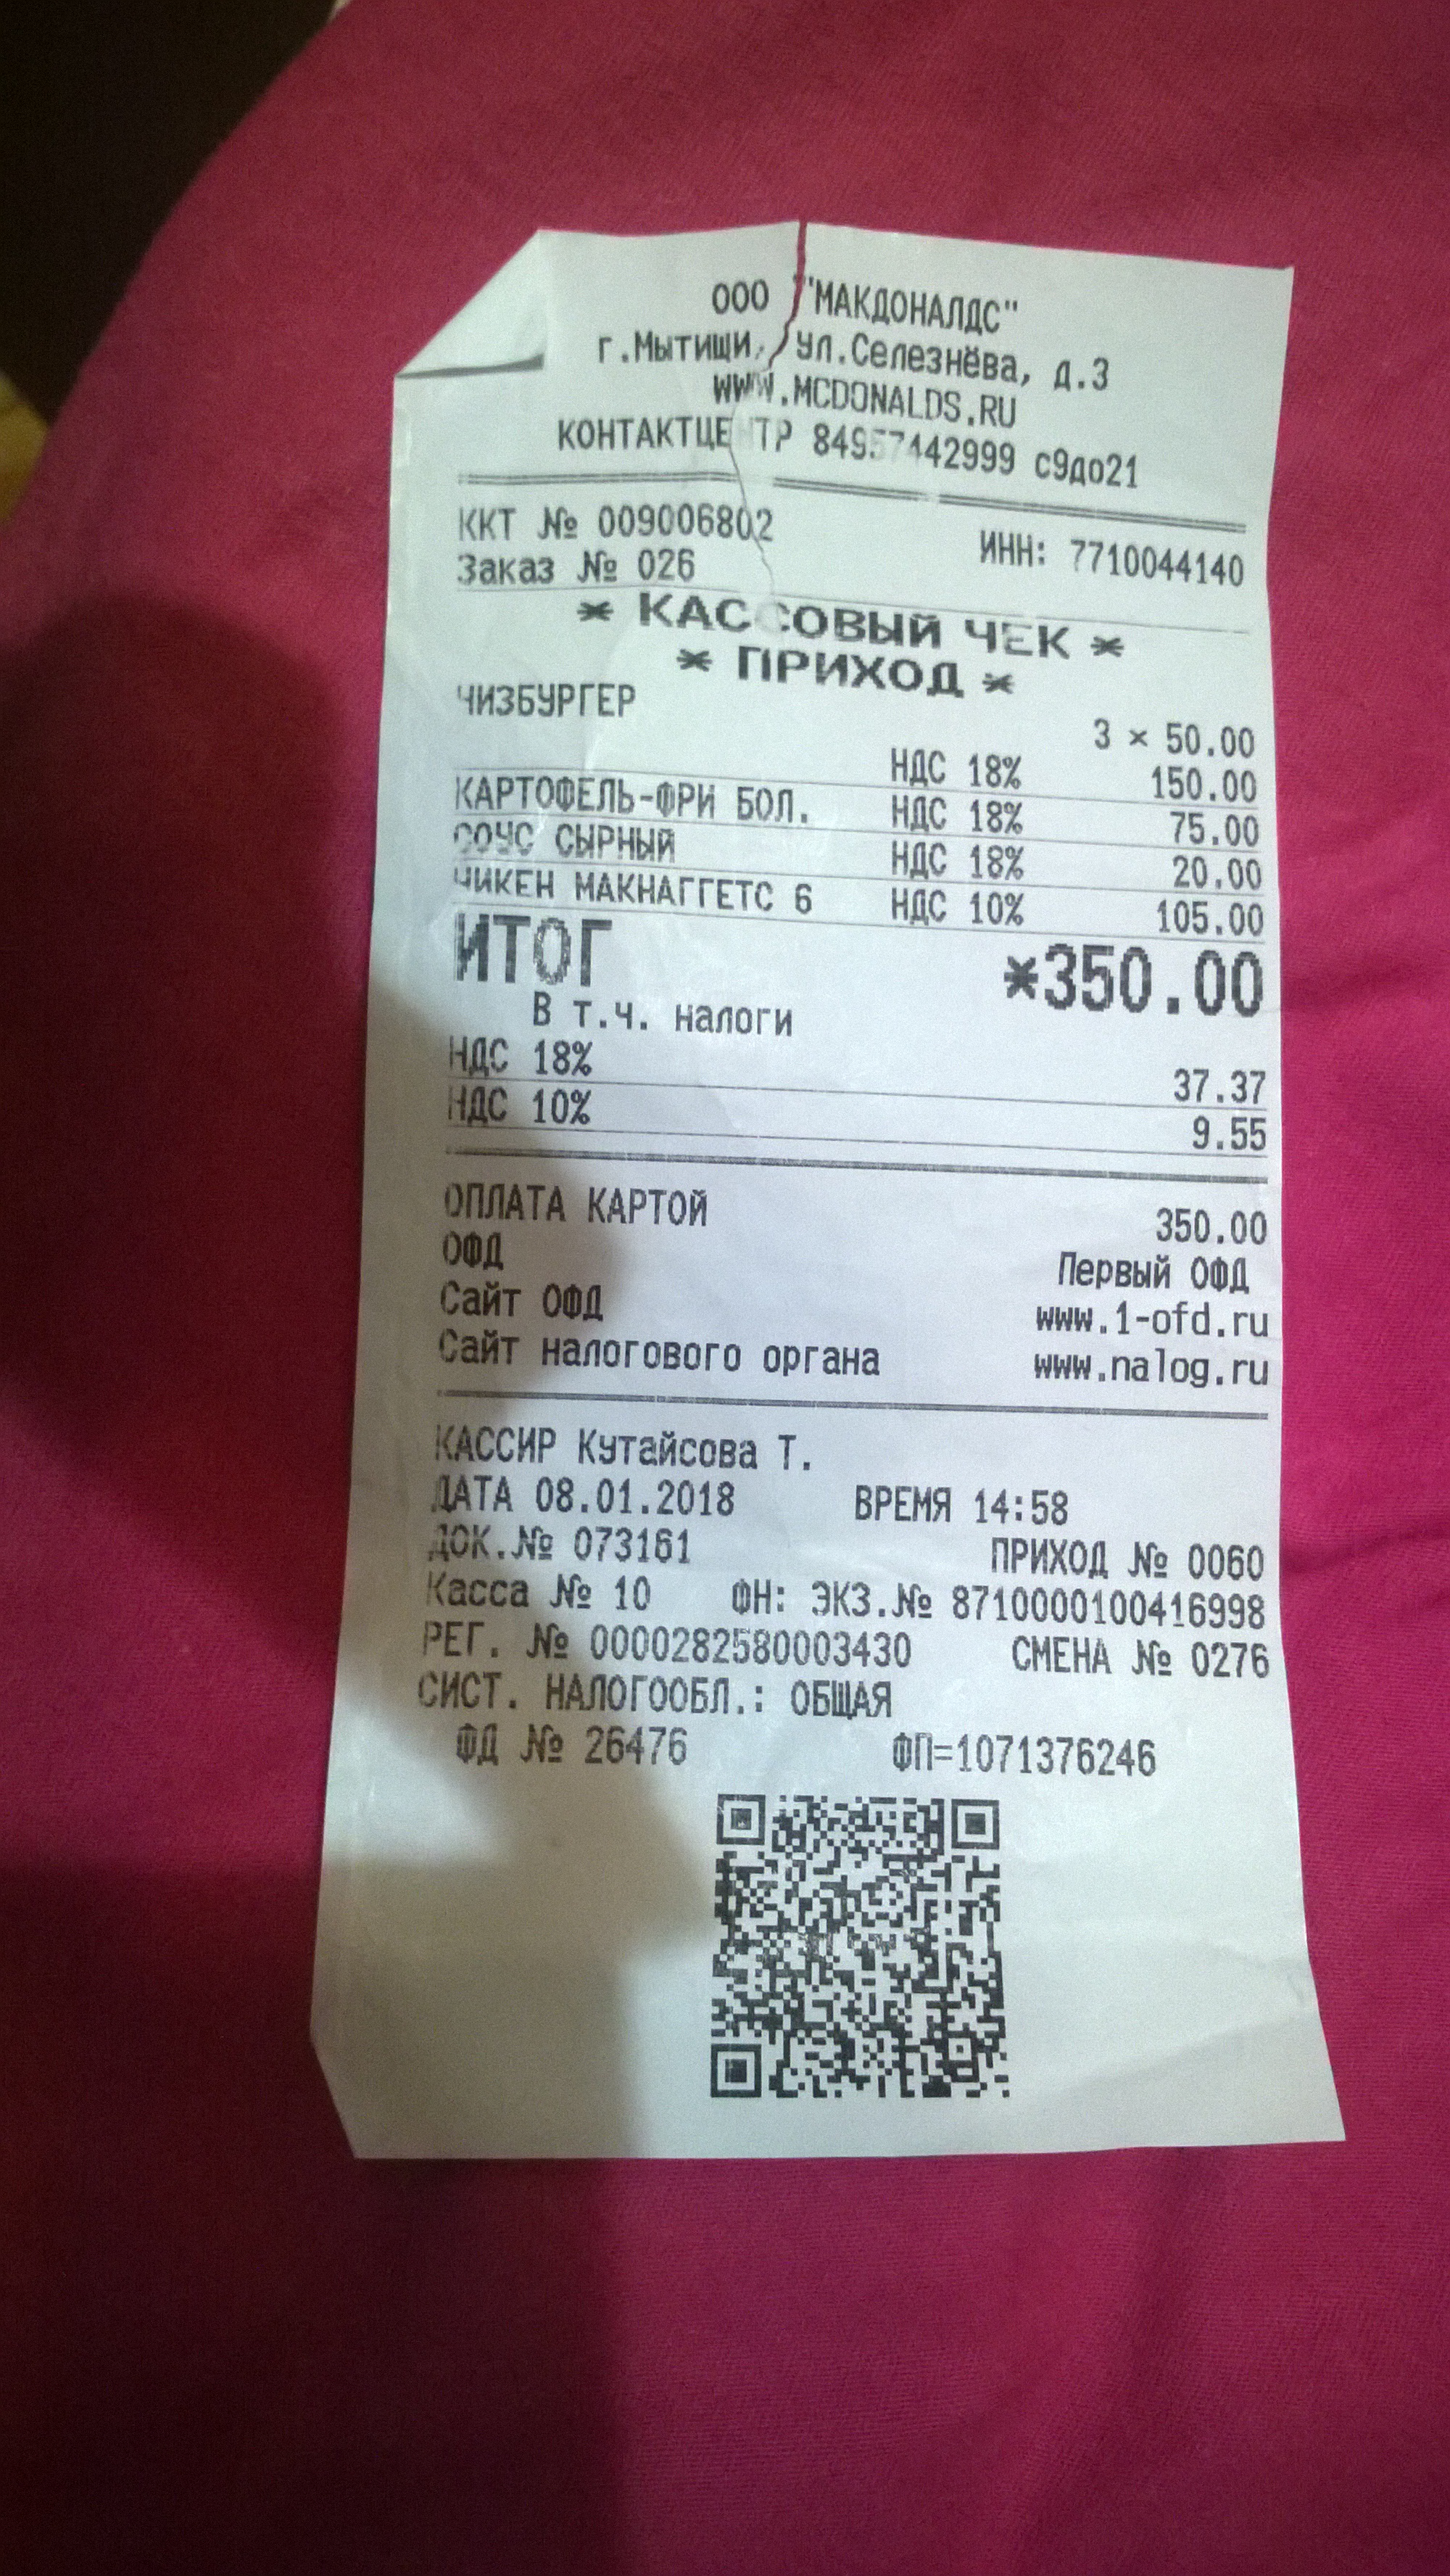 ООО "МАКДОНАЛДС"
г.Мытищи, ул.Селезнёва, д.3
WWW.MCDONALDS.RU
КОНТАКТЦЕНТР 84957442999 с9до21
ККТ № 009006802 ИНН: 7710044140
Заказ № 026
* КАССОВЫЙ ЧЕК *
* ПРИХОД *
ЧИЗБУРГЕР
3 × 50.00
НДС 18% 150.00
КАРТОФЕЛЬ-ФРИ БОЛ. НДС 18% 75.00
СОУС СЫРНЫЙ НДС 18% 20.00
ЧИКЕН МАКНАГГЕТС 6 НДС 10% 105.00
ИТОГ *350.00
В т.ч. налоги
НДС 18% 37.37
НДС 10% 9.55
ОПЛАТА КАРТОЙ 350.00
ОФД Первый ОФД
Сайт ОФД www.1-ofd.ru
Сайт налогового органа www.nalog.ru
КАССИР Кутайсова Т.
ДАТА 08.01.2018 ВРЕМЯ 14:58
ДОК.№ 073161 ПРИХОД № 0060
Касса № 10 ФН: ЭКЗ.№ 8710000100416998
РЕГ. № 0000282580003430 СМЕНА № 0276
СИСТ. НАЛОГООБЛ.: ОБЩАЯ
ФД № 26476 ФП=1071376246